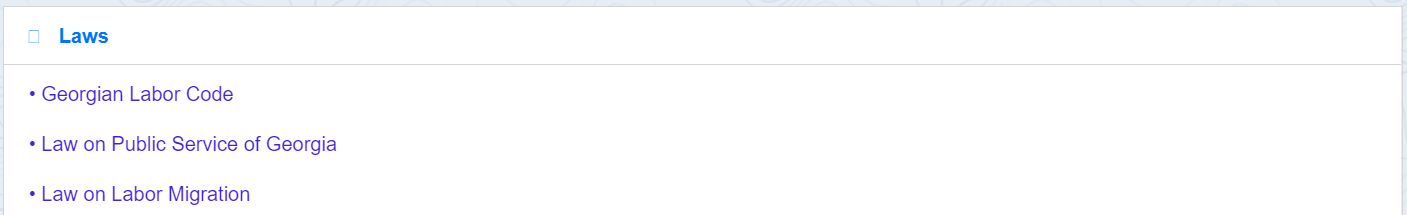 Laws
• Georgian Labor Code
• Law on Public Service of Georgia
• Law on Labor Migration